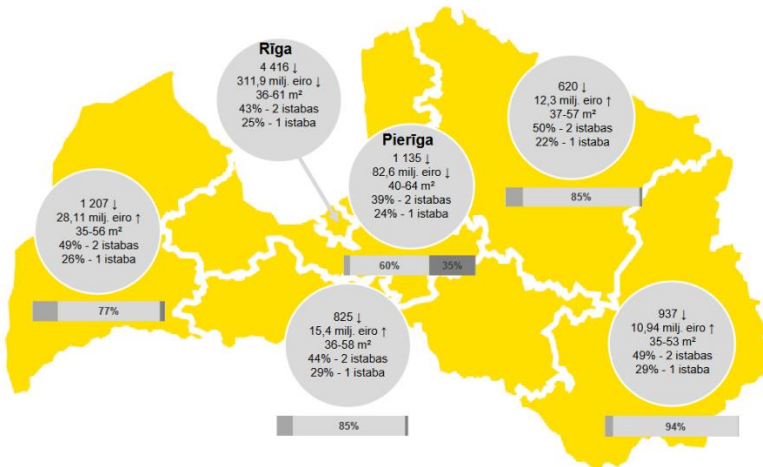 Rīga
4 416 ↓
311,9 milj. eiro ↓
36-61 m²
43% - 2 istabas
25% - 1 istaba
620 ↓
12,3 milj. eiro ↑
37-57 m²
50% - 2 istabas
22% - 1 istaba
85%
Pierīga
1 135 ↓
82,6 milj. eiro ↓
40-64 m²
39% - 2 istabas
24% - 1 istaba
60%
35%
1 207 ↓
28,11 milj. eiro ↑
35-56 m²
49% - 2 istabas
26% - 1 istaba
77%
825 ↓
15,4 milj. eiro ↑
36-58 m²
44% - 2 istabas
29% - 1 istaba
85%
937 ↓
10,94 milj. eiro ↑
35-53 m²
49% - 2 istabas
29% - 1 istaba
94%